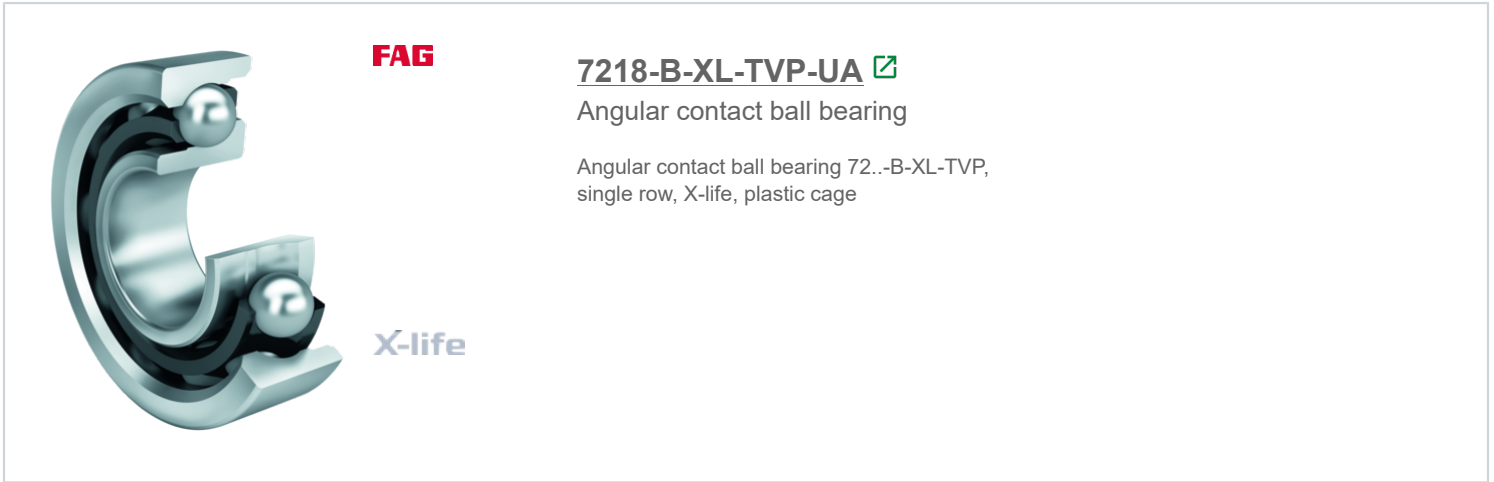 FAG
7218-B-XL-TVP-UA
Angular contact ball bearing
Angular contact ball bearing 72..-B-XL-TVP,
single row, X-life, plastic cage
X-life